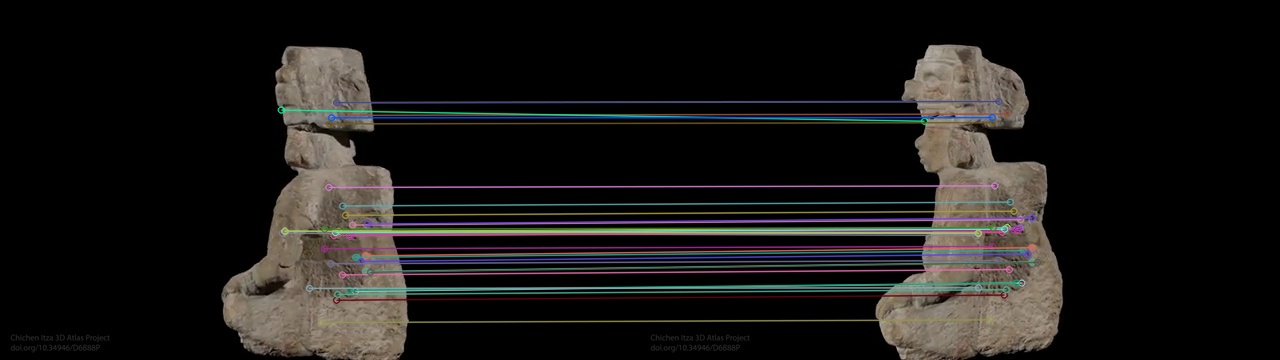 Chichen Itza 3D Atlas Project
doi.org/10.34946/D6B88P
Chichen Itza 3D Atlas Project
doi.org/10.34946/D6B88P